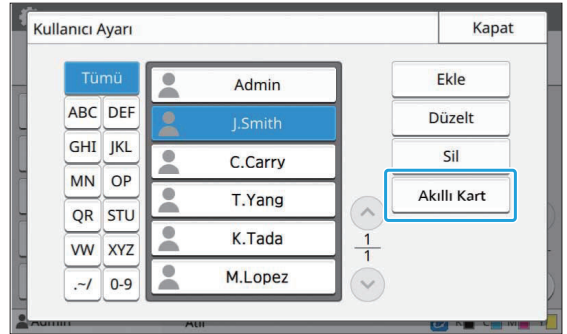 Kullanıcı Ayarı
Kapat
Tümü
ABC DEF
GHI JKL
MN OP
QR STU
VW XYZ
.~/ 0-9
Admin
J.Smith
C.Carry
T.Yang
K.Tada
M.Lopez
1
1
Ekle
Düzelt
Sil
Akıllı Kart
Admin